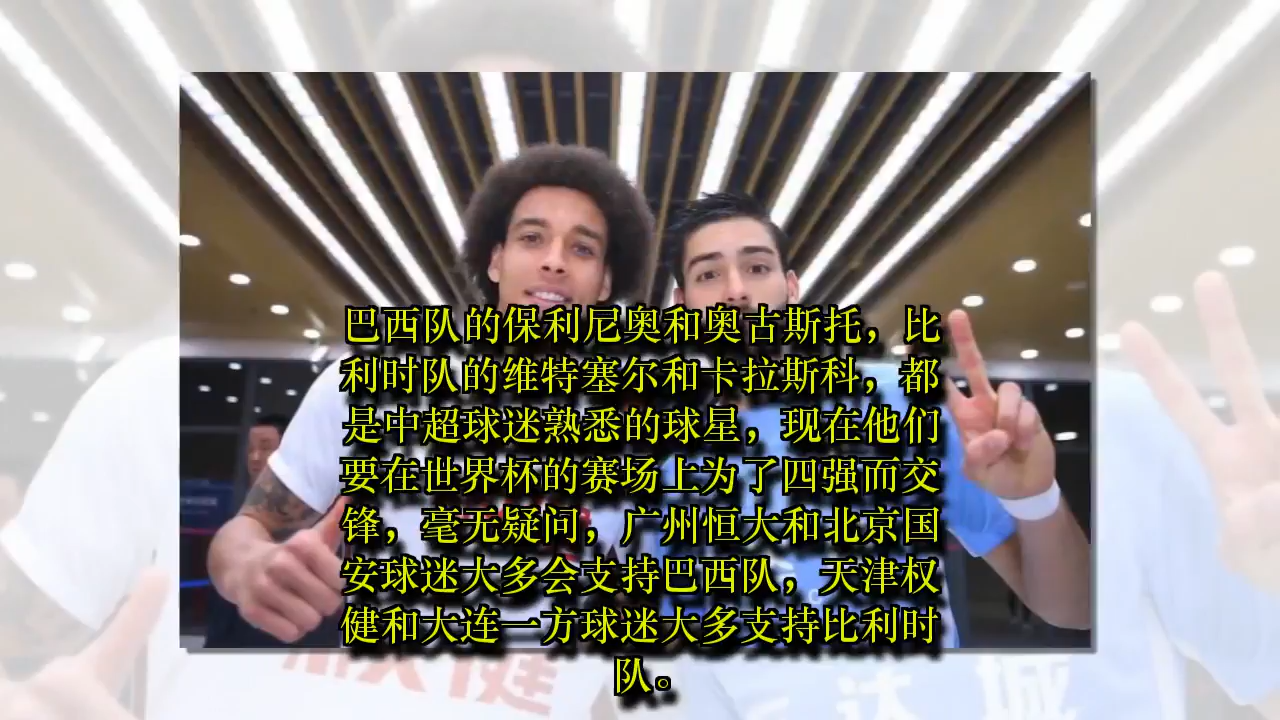 巴西队的保利尼奥和奥古斯托，比
利时队的维特塞尔和卡拉斯科，都
是中超球迷熟悉的球星，现在他们
要在世界杯的赛场上为了四强而交
锋，毫无疑问，广州恒大和北京国
安球迷大多会支持巴西队，天津权
健和大连一方球迷大多支持比利时
队。